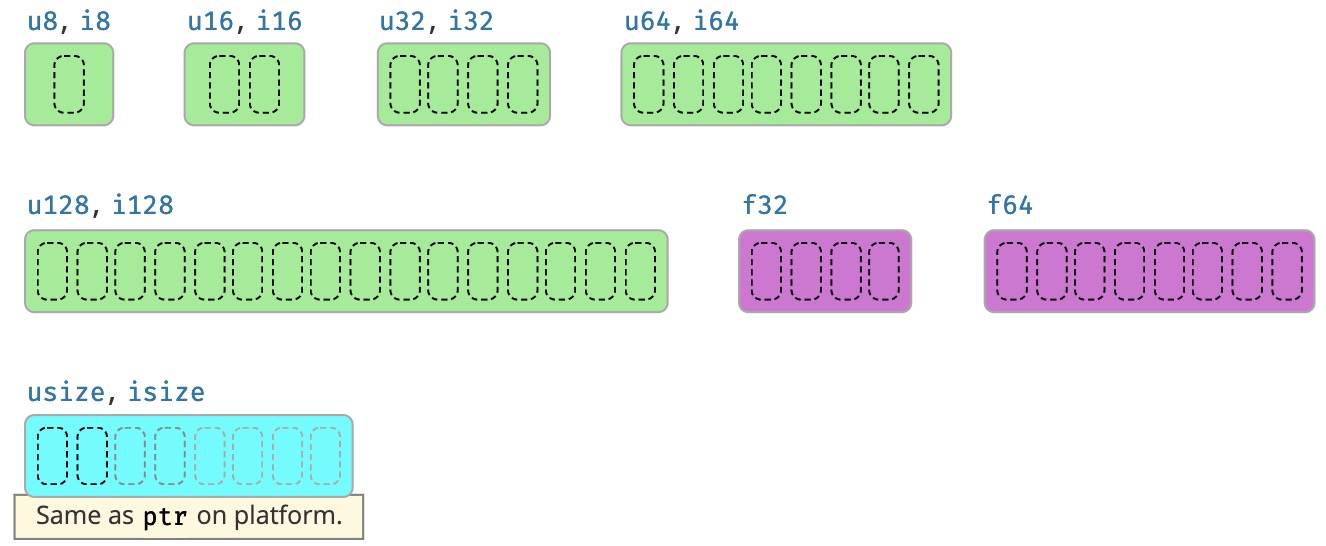 u8, i8
u16, i16
u32, i32
u64, i64
u128, i128
f32
f64
usize, isize
Same as ptr on platform.